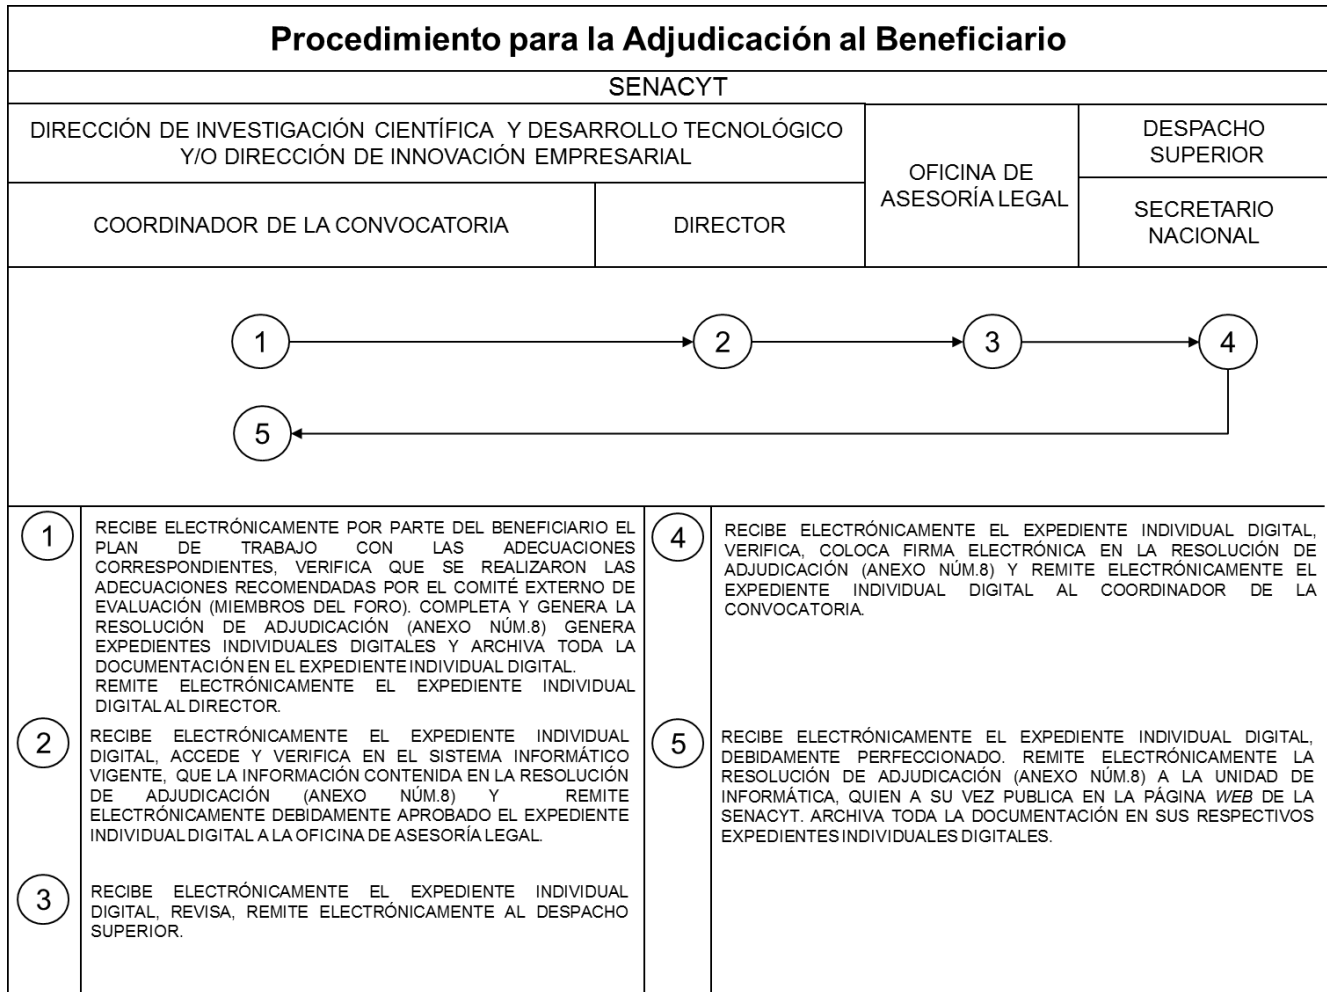 Procedimiento para la Adjudicación al Beneficiario
SENACYT
DIRECCIÓN DE INVESTIGACIÓN CIENTÍFICA Y DESARROLLO TECNOLÓGICO
Y/O DIRECCIÓN DE INNOVACIÓN EMPRESARIAL
OFICINA DE
ASESORÍA LEGAL
DESPACHO
SUPERIOR
COORDINADOR DE LA CONVOCATORIA
DIRECTOR
SECRETARIO
NACIONAL
1
2
3
4
5
1
RECIBE ELECTRÓNICAMENTE POR PARTE DEL BENEFICIARIO EL
PLAN DE TRABAJO CON LAS ADECUACIONES
CORRESPONDIENTES, VERIFICA QUE SE REALIZARON LAS
ADECUACIONES RECOMENDADAS POR EL COMITÉ EXTERNO DE
EVALUACIÓN (MIEMBROS DEL FORO). COMPLETA Y GENERA LA
RESOLUCIÓN DE ADJUDICACIÓN (ANEXO NÚM.8) GENERA
EXPEDIENTES INDIVIDUALES DIGITALES Y ARCHIVA TODA LA
DOCUMENTACIÓN EN EL EXPEDIENTE INDIVIDUAL DIGITAL.
REMITE ELECTRÓNICAMENTE EL EXPEDIENTE INDIVIDUAL
DIGITAL AL DIRECTOR.
2
RECIBE ELECTRÓNICAMENTE EL EXPEDIENTE INDIVIDUAL
DIGITAL, ACCEDE Y VERIFICA EN EL SISTEMA INFORMÁTICO
VIGENTE, QUE LA INFORMACIÓN CONTENIDA EN LA RESOLUCIÓN
DE ADJUDICACIÓN (ANEXO NÚM.8) Y REMITE
ELECTRÓNICAMENTE DEBIDAMENTE APROBADO EL EXPEDIENTE
INDIVIDUAL DIGITAL A LA OFICINA DE ASESORÍA LEGAL.
3
RECIBE ELECTRÓNICAMENTE EL EXPEDIENTE INDIVIDUAL
DIGITAL, REVISA, REMITE ELECTRÓNICAMENTE AL DESPACHO
SUPERIOR.
4
RECIBE ELECTRÓNICAMENTE EL EXPEDIENTE INDIVIDUAL DIGITAL,
VERIFICA, COLOCA FIRMA ELECTRÓNICA EN LA RESOLUCIÓN DE
ADJUDICACIÓN (ANEXO NÚM.8) Y REMITE ELECTRÓNICAMENTE EL
EXPEDIENTE INDIVIDUAL DIGITAL AL COORDINADOR DE LA
CONVOCATORIA.
5
RECIBE ELECTRÓNICAMENTE EL EXPEDIENTE INDIVIDUAL DIGITAL,
DEBIDAMENTE PERFECCIONADO. REMITE ELECTRÓNICAMENTE LA
RESOLUCIÓN DE ADJUDICACIÓN (ANEXO NÚM.8) A LA UNIDAD DE
INFORMÁTICA, QUIEN A SU VEZ PUBLICA EN LA PÁGINA WEB DE LA
SENACYT. ARCHIVA TODA LA DOCUMENTACIÓN EN SUS RESPECTIVOS
EXPEDIENTES INDIVIDUALES DIGITALES.